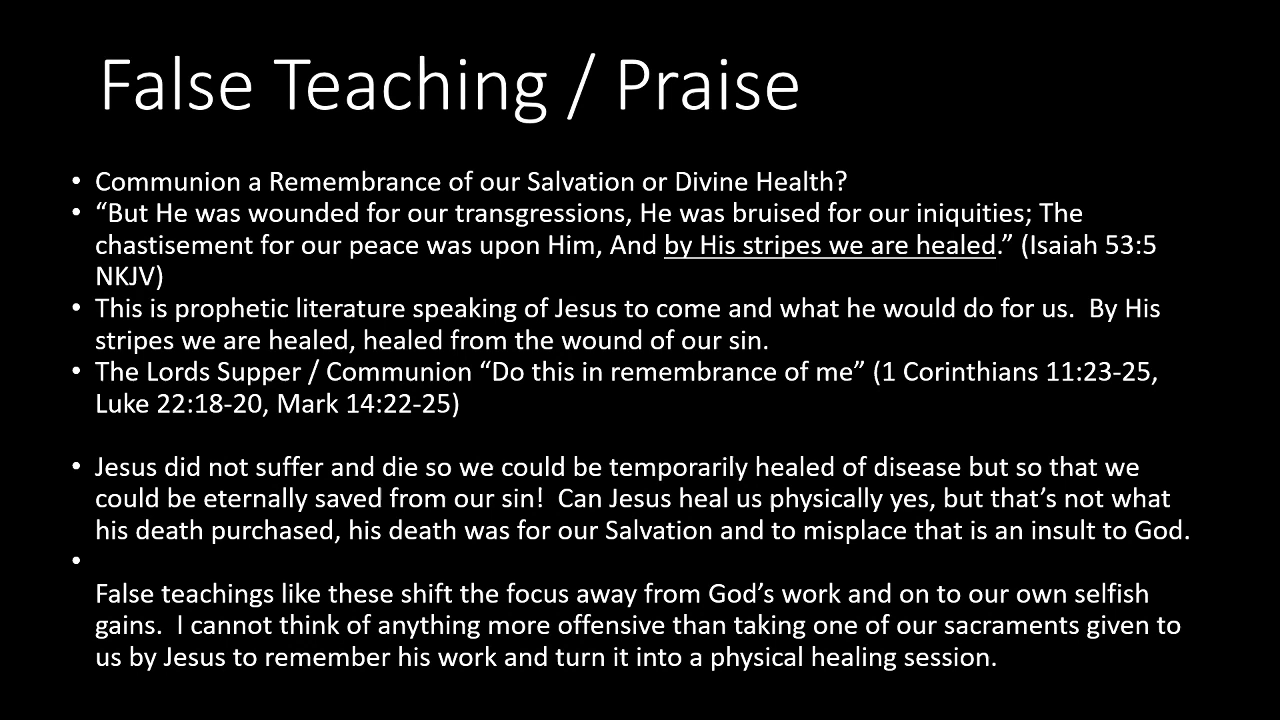 False Teaching / Praise
• Communion a Remembrance of our Salvation or Divine Health?
• “But He was wounded for our transgressions, He was bruised for our iniquities; The
chastisement for our peace was upon Him, And by His stripes we are healed.” (Isaiah 53:5
NKJV)
• This is prophetic literature speaking of Jesus to come and what he would do for us.  By His
stripes we are healed, healed from the wound of our sin.
• The Lords Supper / Communion “Do this in remembrance of me” (1 Corinthians 11:23-25,
Luke 22:18-20, Mark 14:22-25)
• Jesus did not suffer and die so we could be temporarily healed of disease but so that we
could be eternally saved from our sin!  Can Jesus heal us physically yes, but that’s not what
his death purchased, his death was for our Salvation and to misplace that is an insult to God.
•
False teachings like these shift the focus away from God’s work and on to our own selfish
gains.  I cannot think of anything more offensive than taking one of our sacraments given to
us by Jesus to remember his work and turn it into a physical healing session.